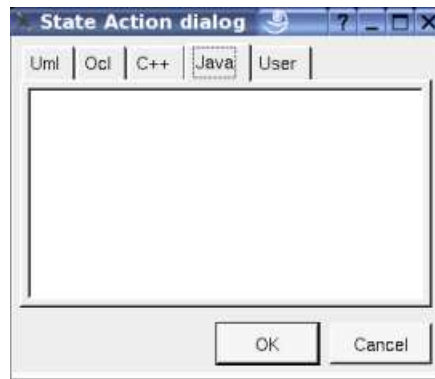 State Action dialog ?
Uml Ocl C++ Java User
OK Cancel